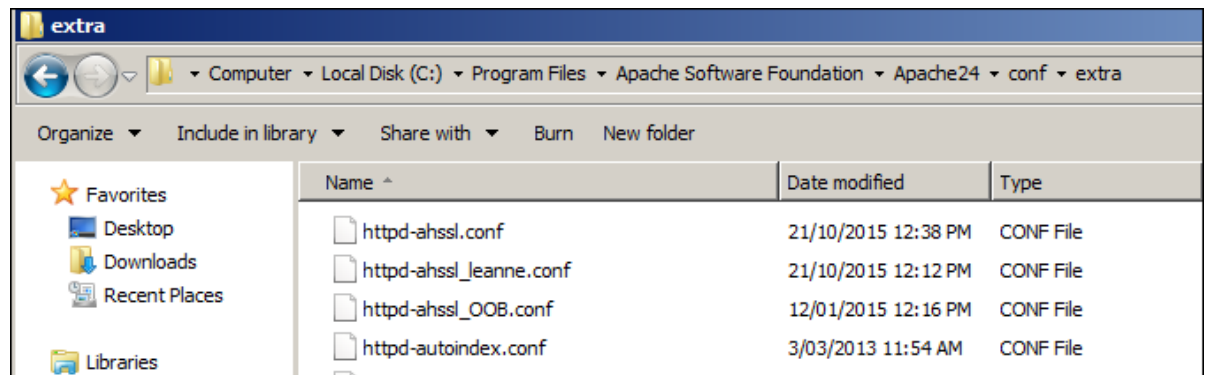 extra
Computer Local Disk (C:) Program Files Apache Software Foundation Apache24 conf extra
Organize Include in library Share with Burn New folder
Favorites
Desktop
Downloads
Recent Places
Libraries
Name Date modified Type
httpd-ahssl.conf 21/10/2015 12:38 PM CONF File
httpd-ahssl_leanne.conf 21/10/2015 12:12 PM CONF File
httpd-ahssl_OOB.conf 12/01/2015 12:16 PM CONF File
httpd-autoindex.conf 3/03/2013 11:54 AM CONF File